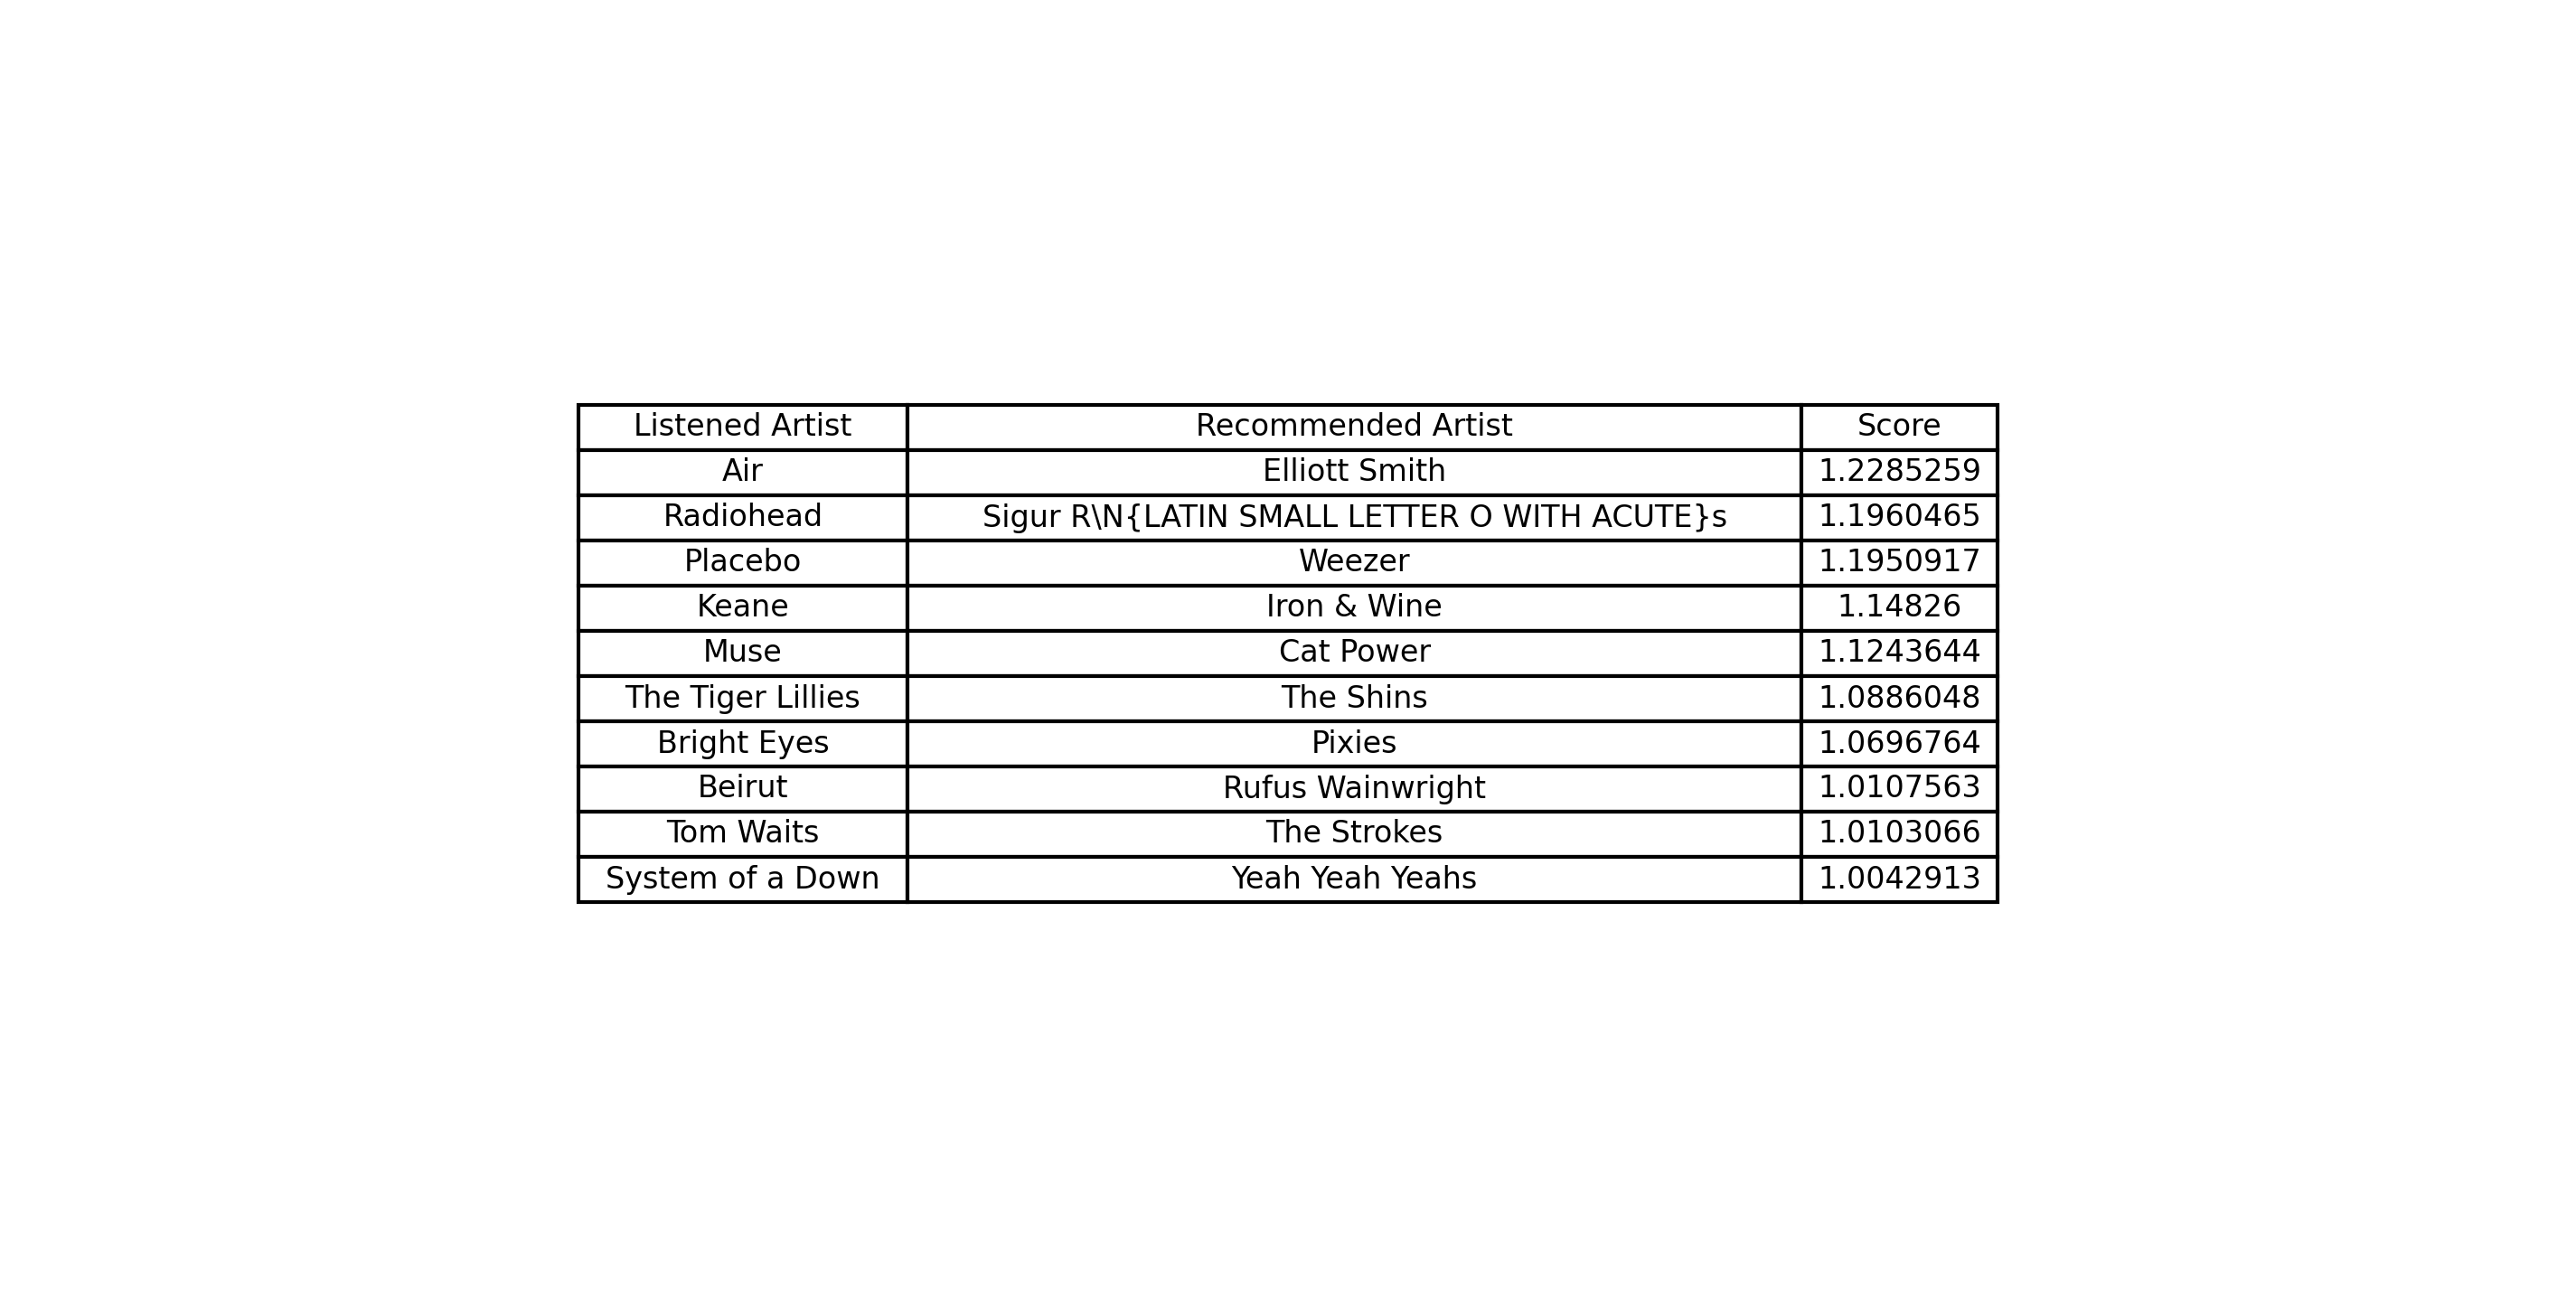 Listened Artist Recommended Artist Score
Air Elliott Smith 1.2285259
Radiohead Sigur R\N{LATIN SMALL LETTER O WITH ACUTE}s 1.1960465
Placebo Weezer 1.1950917
Keane Iron & Wine 1.14826
Muse Cat Power 1.1243644
The Tiger Lillies The Shins 1.0886048
Bright Eyes Pixies 1.0696764
Beirut Rufus Wainwright 1.0107563
Tom Waits The Strokes 1.0103066
System of a Down Yeah Yeah Yeahs 1.0042913